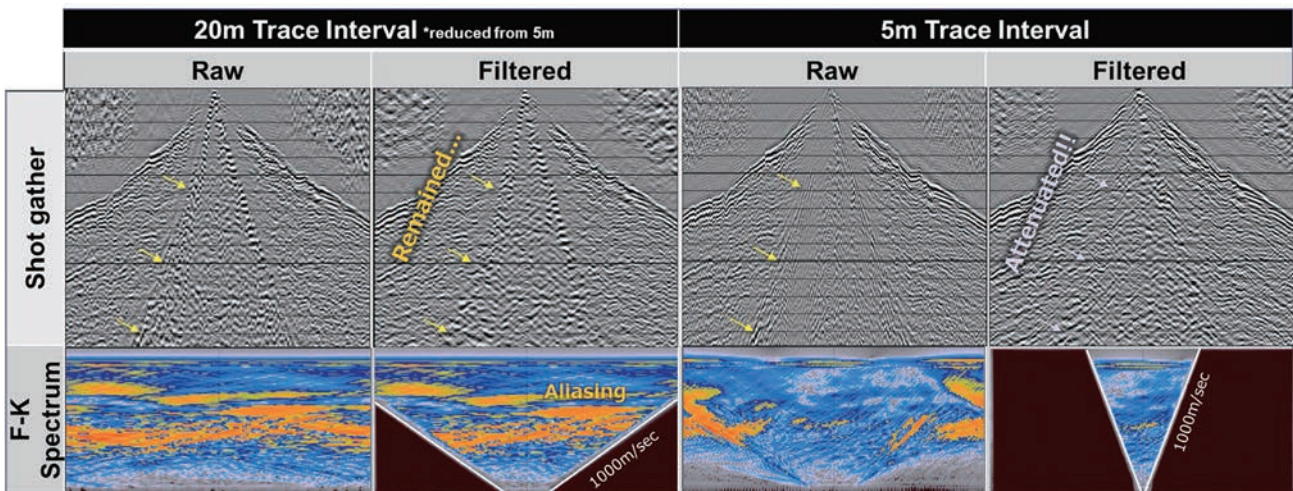 20m Trace Interval *reduced from 5m
5m Trace Interval
Raw
Filtered
Raw
Filtered
Shot gather
Remained...
Attenuated!!
F-K
Spectrum
Aliasing
1000m/sec
1000m/sec